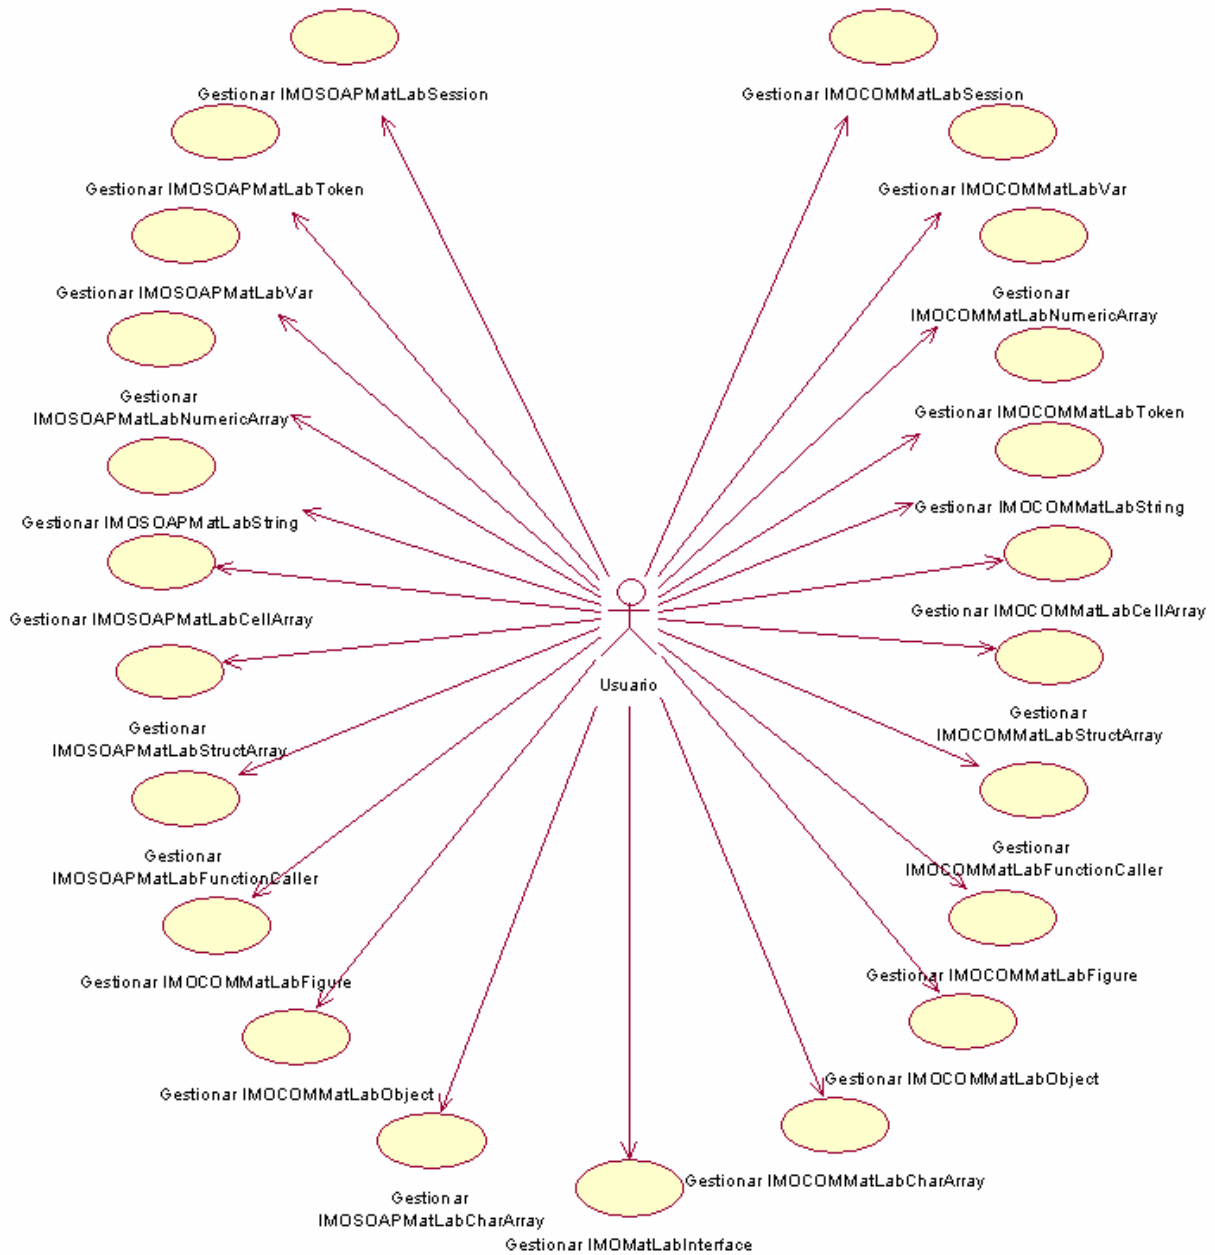 Gestionar IMOSOAPMatLabSession
Gestionar IMOCOMMatLabSession
Gestionar IMOSOAPMatLabToken
Gestionar IMOCOMMatLabVar
Gestionar IMOSOAPMatLabVar
Gestionar
IMOCOMMatLabNumericArray
Gestionar
IMOSOAPMatLabNumericArray
Gestionar IMOCOMMatLabToken
Gestionar IMOSOAPMatLabString
Gestionar IMOCOMMatLabString
Gestionar IMOSOAPMatLabCellArray
Gestionar IMOCOMMatLabCellArray
Usuario
Gestionar
IMOSOAPMatLabStructArray
Gestionar
IMOCOMMatLabStructArray
Gestionar
IMOSOAPMatLabFunctionCaller
Gestionar
IMOCOMMatLabFunctionCaller
Gestionar IMOCOMMatLabFigure
Gestionar IMOCOMMatLabFigure
Gestionar IMOCOMMatLabObject
Gestionar IMOCOMMatLabObject
Gestionar
IMOSOAPMatLabCharArray
Gestionar IMOCOMMatLabCharArray
Gestionar IMOMatLabInterface